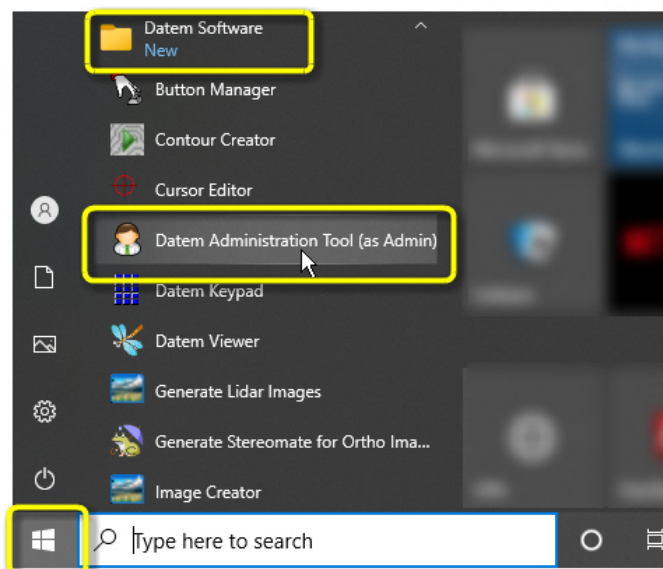 Datem Software
New
Button Manager
Contour Creator
Cursor Editor
Datem Administration Tool (as Admin)
Datem Keypad
Datem Viewer
Generate Lidar Images
Generate Stereomate for Ortho Ima...
Image Creator
Type here to search